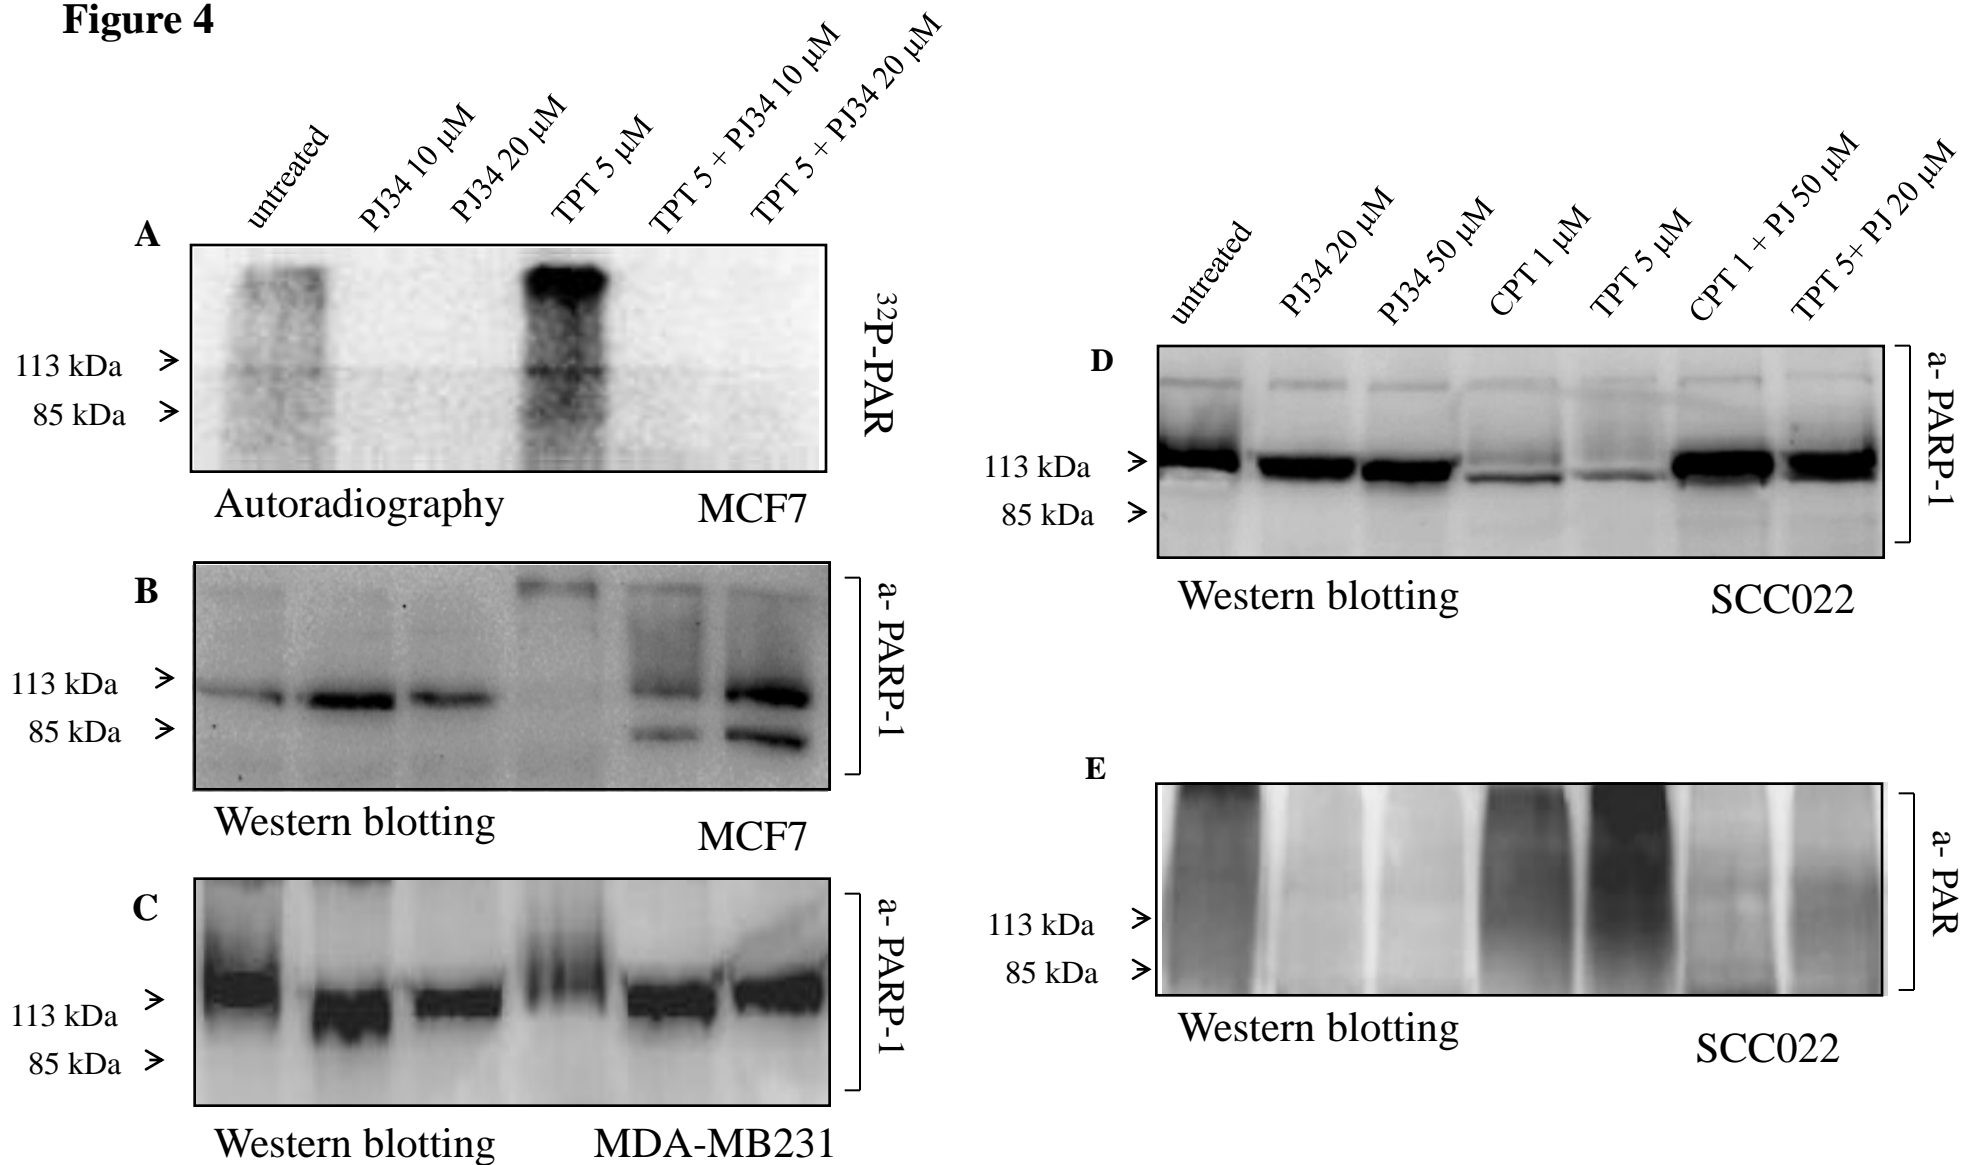 Figure 4
untreated
PJ34 10 μM
PJ34 20 μM
TPT 5 μM
TPT 5 + PJ34 10 μM
TPT 5 + PJ34 20 μM
A
113 kDa
85 kDa
32P-PAR
Autoradiography
MCF7
B
113 kDa
85 kDa
a- PARP-1
Western blotting
MCF7
C
113 kDa
85 kDa
a- PARP-1
Western blotting
MDA-MB231
untreated
PJ34 20 μM
PJ34 50 μM
CPT 1 μM
TPT 5 μM
CPT 1 + PJ 50 μM
TPT 5+ PJ 20 μM
D
113 kDa
85 kDa
a- PARP-1
Western blotting
SCC022
E
113 kDa
85 kDa
a- PAR
Western blotting
SCC022